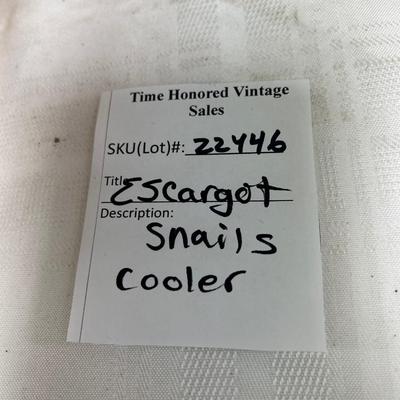 Time Honored Vintage
Sales
SKU(Lot)#: 22446
Title Escargot
Description:
Snails
cooler